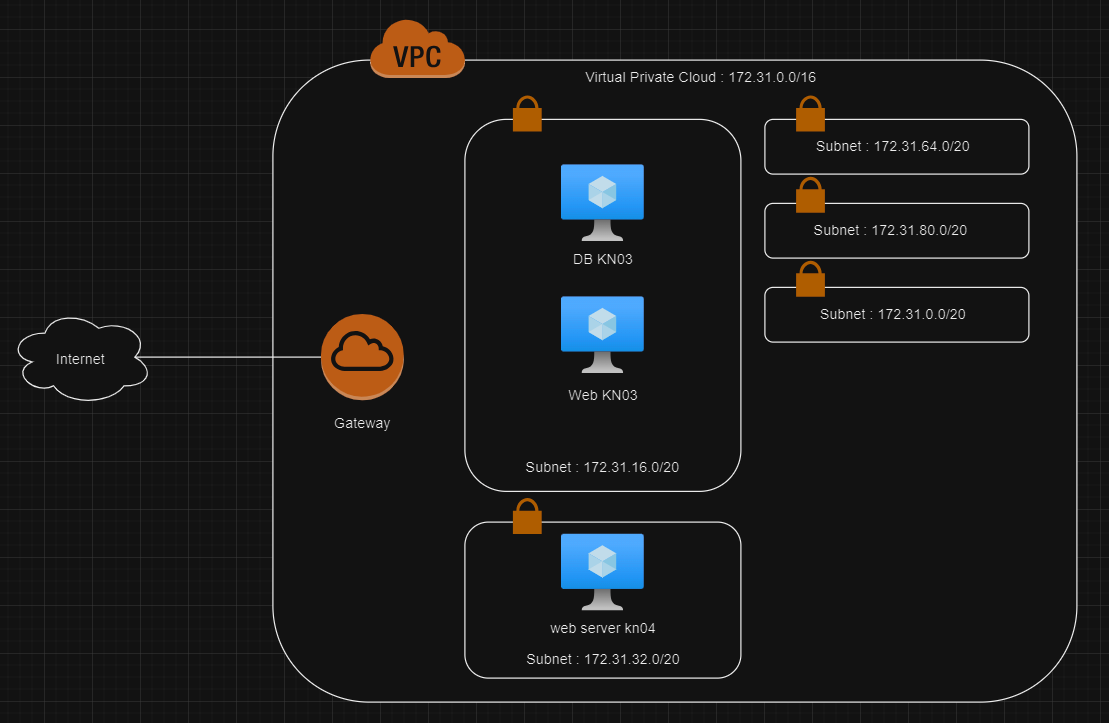 VPC
Virtual Private Cloud : 172.31.0.0/16
Subnet : 172.31.64.0/20
Subnet : 172.31.80.0/20
Subnet : 172.31.0.0/20
DB KN03
Web KN03
Subnet : 172.31.16.0/20
Internet
Gateway
web server kn04
Subnet : 172.31.32.0/20